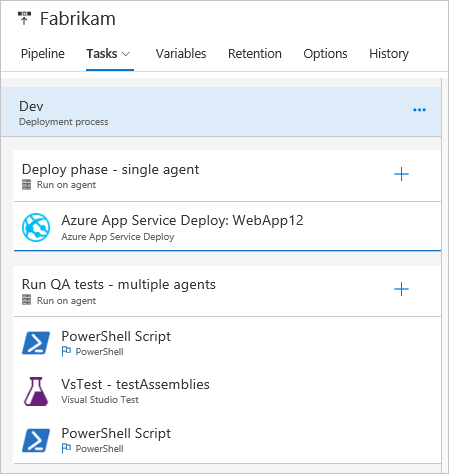 Fabrikam
Pipeline Tasks Variables Retention Options History
Dev
Deployment process
Deploy phase - single agent
Run on agent
Azure App Service Deploy: WebApp12
Azure App Service Deploy
Run QA tests - multiple agents
Run on agent
PowerShell Script
PowerShell
VsTest - testAssemblies
Visual Studio Test
PowerShell Script
PowerShell